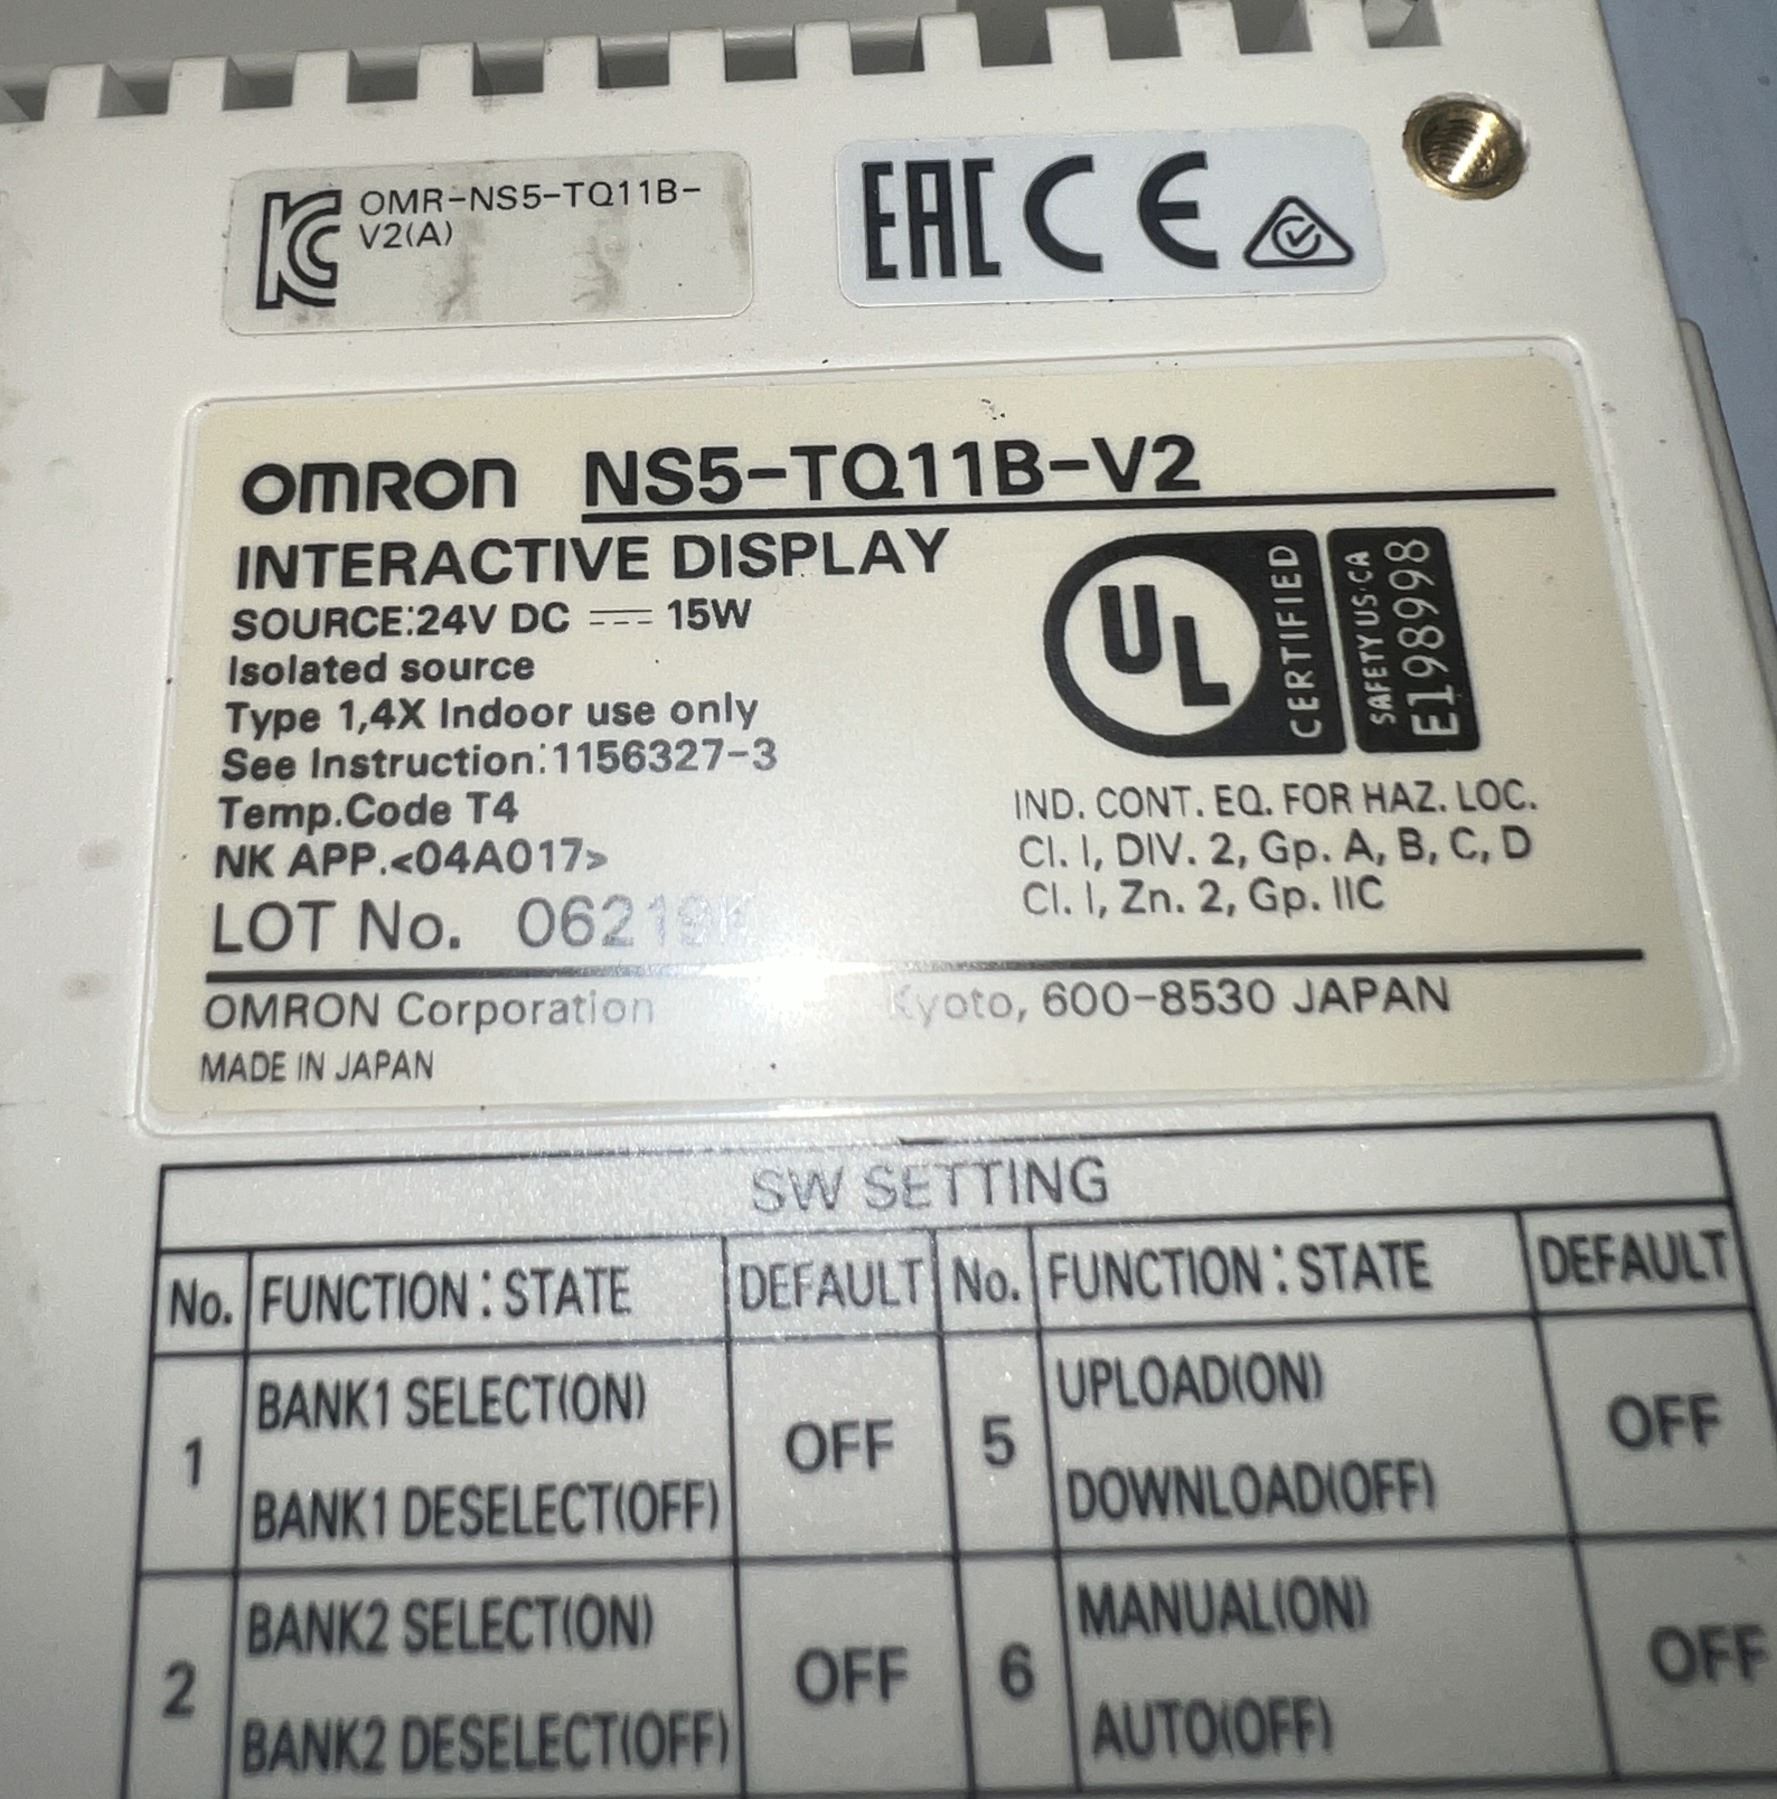 OMR-NS5-TQ11B-
V2(A)
EAC CE
OMRON NS5-TQ11B-V2
INTERACTIVE DISPLAY
SOURCE:24V DC 15W
Isolated source
Type 1,4X Indoor use only
See Instruction:1156327-3
Temp.Code T4
NK APP.<04A017>
LOT No. 06219
UL CERTIFIED
SAFETY US·CA
E198998
IND. CONT. EQ. FOR HAZ. LOC.
Cl. I, DIV. 2, Gp. A, B, C, D
Cl. I, Zn. 2, Gp. IIC
OMRON Corporation Kyoto, 600-8530 JAPAN
MADE IN JAPAN
SW SETTING
No. FUNCTION:STATE DEFAULT No. FUNCTION:STATE DEFAULT
1 BANK1 SELECT(ON) BANK1 DESELECT(OFF) OFF 5 UPLOAD(ON) DOWNLOAD(OFF) OFF
2 BANK2 SELECT(ON) BANK2 DESELECT(OFF) OFF 6 MANUAL(ON) AUTO(OFF) OFF